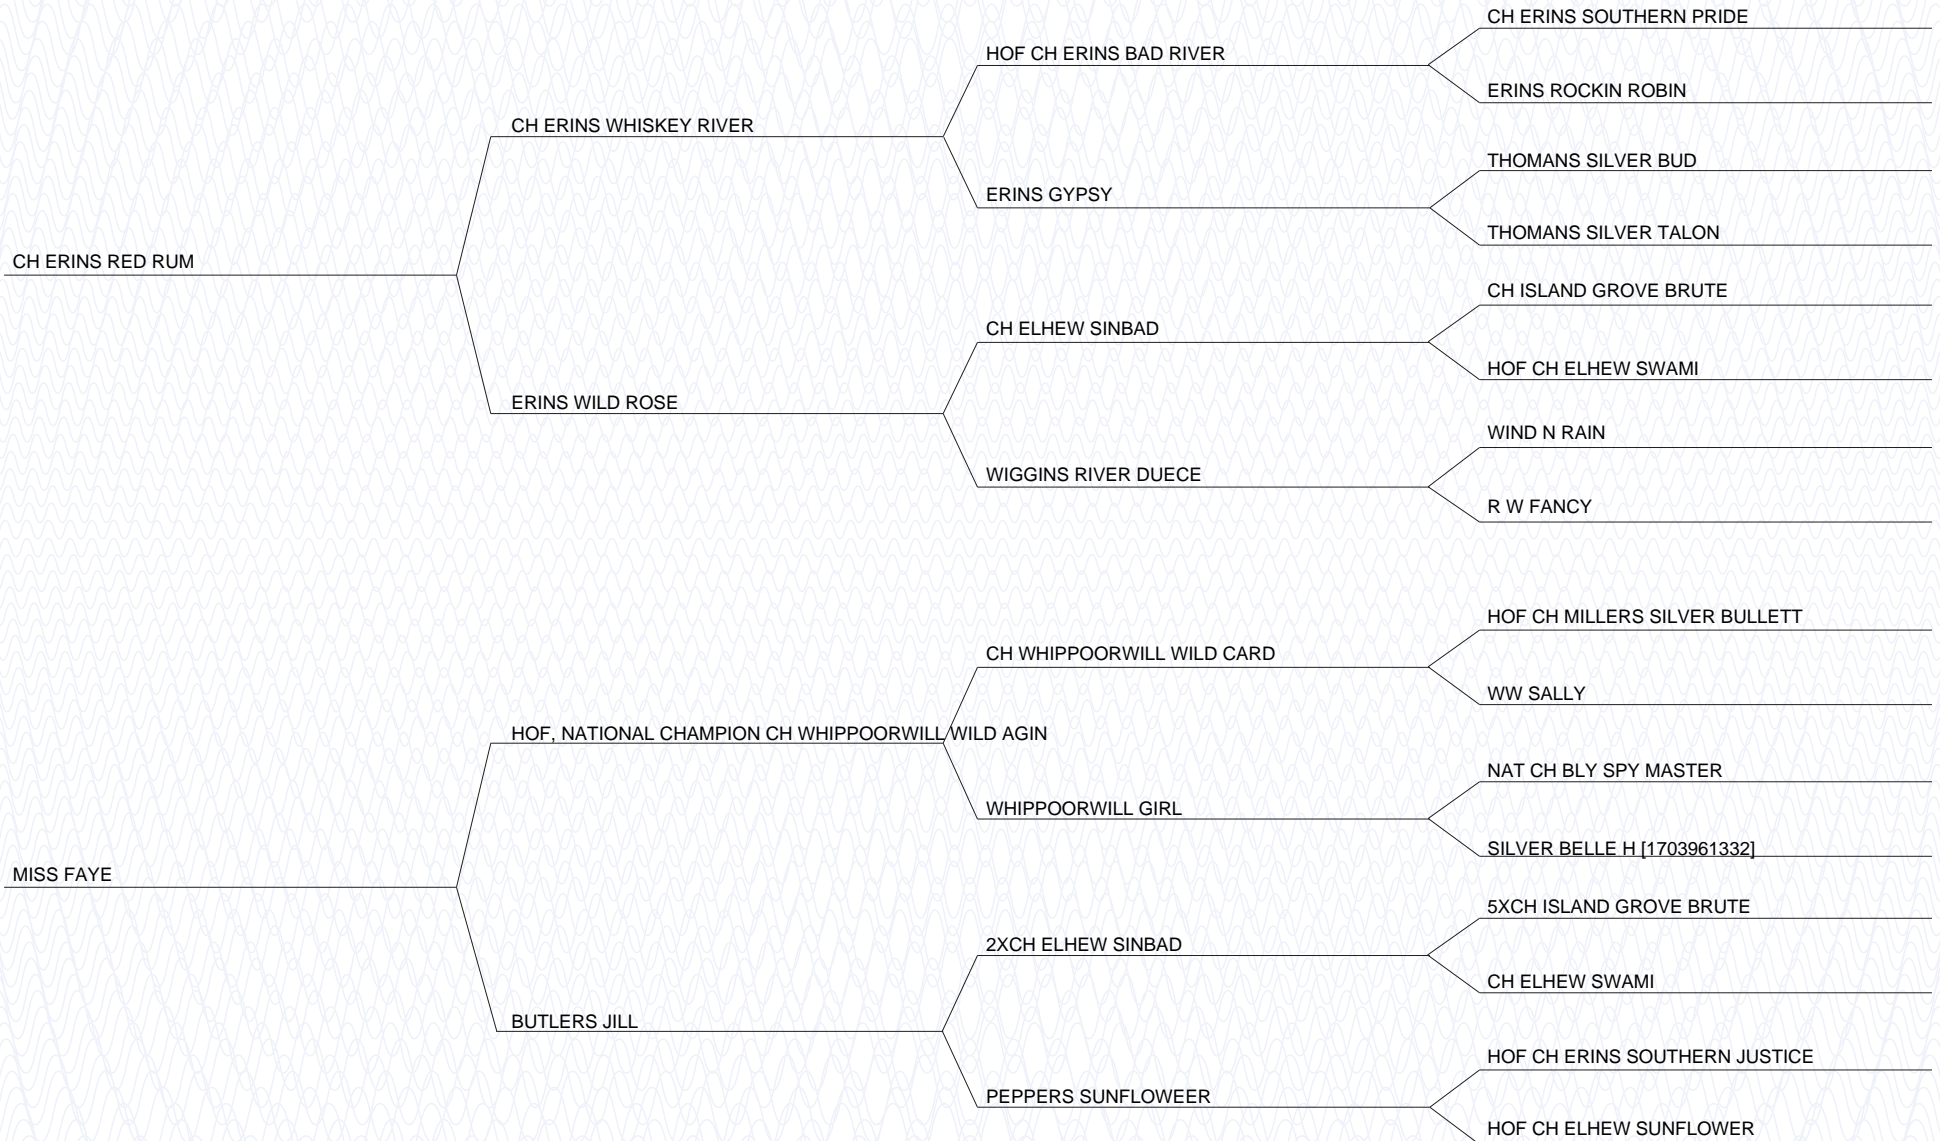 CH ERINS SOUTHERN PRIDE
HOF CH ERINS BAD RIVER
ERINS ROCKIN ROBIN
CH ERINS WHISKEY RIVER
THOMANS SILVER BUD
ERINS GYPSY
THOMANS SILVER TALON
CH ERINS RED RUM
CH ISLAND GROVE BRUTE
CH ELHEW SINBAD
HOF CH ELHEW SWAMI
ERINS WILD ROSE
WIND N RAIN
WIGGINS RIVER DUECE
R W FANCY
HOF CH MILLERS SILVER BULLETT
CH WHIPPOORWILL WILD CARD
WW SALLY
HOF, NATIONAL CHAMPION CH WHIPPOORWILL WILD AGIN
NAT CH BLY SPY MASTER
WHIPPOORWILL GIRL
SILVER BELLE H [1703961332]
MISS FAYE
5XCH ISLAND GROVE BRUTE
2XCH ELHEW SINBAD
CH ELHEW SWAMI
BUTLERS JILL
HOF CH ERINS SOUTHERN JUSTICE
PEPPERS SUNFLOWEER
HOF CH ELHEW SUNFLOWER